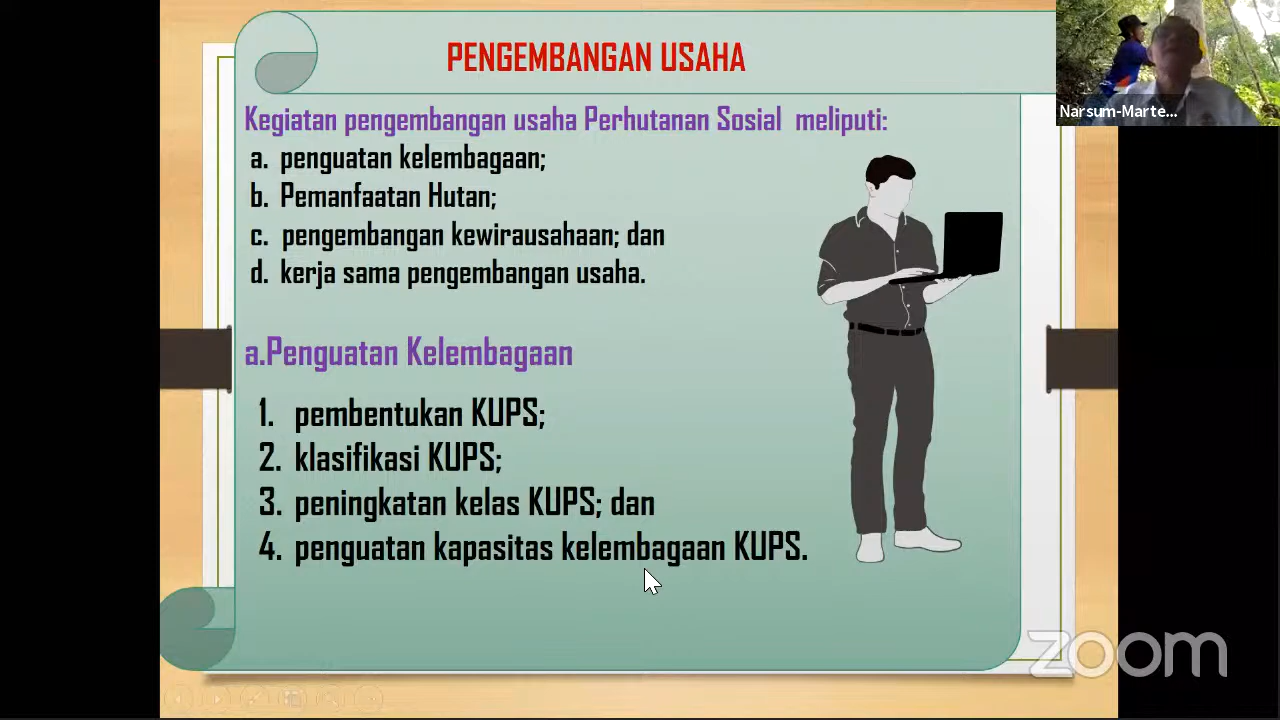 PENGEMBANGAN USAHA
Narsum-Marte...
Kegiatan pengembangan usaha Perhutanan Sosial meliputi:
a. penguatan kelembagaan;
b. Pemanfaatan Hutan;
c. pengembangan kewirausahaan; dan
d. kerja sama pengembangan usaha.
a.Penguatan Kelembagaan
1. pembentukan KUPS;
2. klasifikasi KUPS;
3. peningkatan kelas KUPS; dan
4. penguatan kapasitas kelembagaan KUPS.
zoom